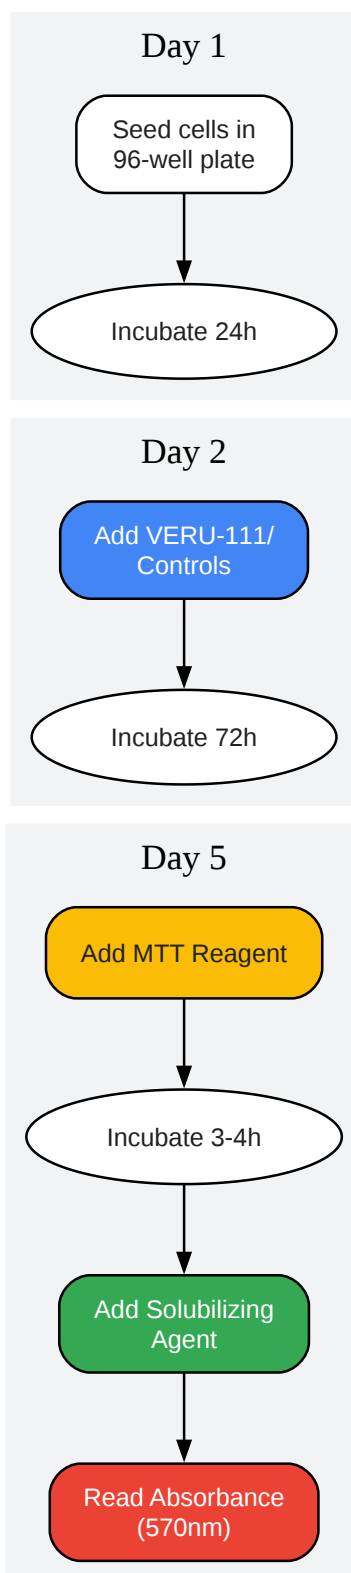 Day 1
Seed cells in
96-well plate
Incubate 24h
Day 2
Add VERU-111/
Controls
Incubate 72h
Day 5
Add MTT Reagent
Incubate 3-4h
Add Solubilizing
Agent
Read Absorbance
(570nm)